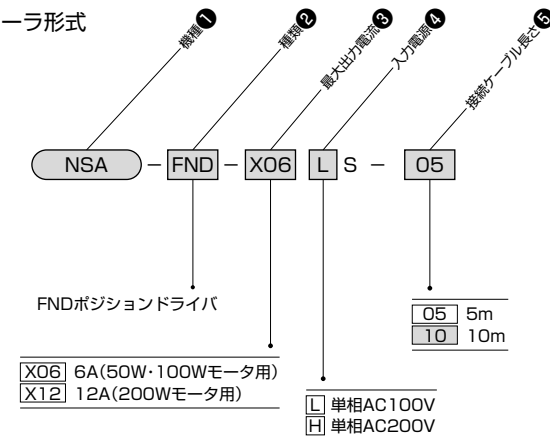 ーラ形式
機種❶
種類❷
最大出力電流❸
入力電源❹
接続ケーブル長さ❺
NSA − FND − X06 L S − 05
FNDポジションドライバ
05 5m
10 10m
X06 6A(50W・100Wモータ用)
X12 12A(200Wモータ用)
L 単相AC100V
H 単相AC200V